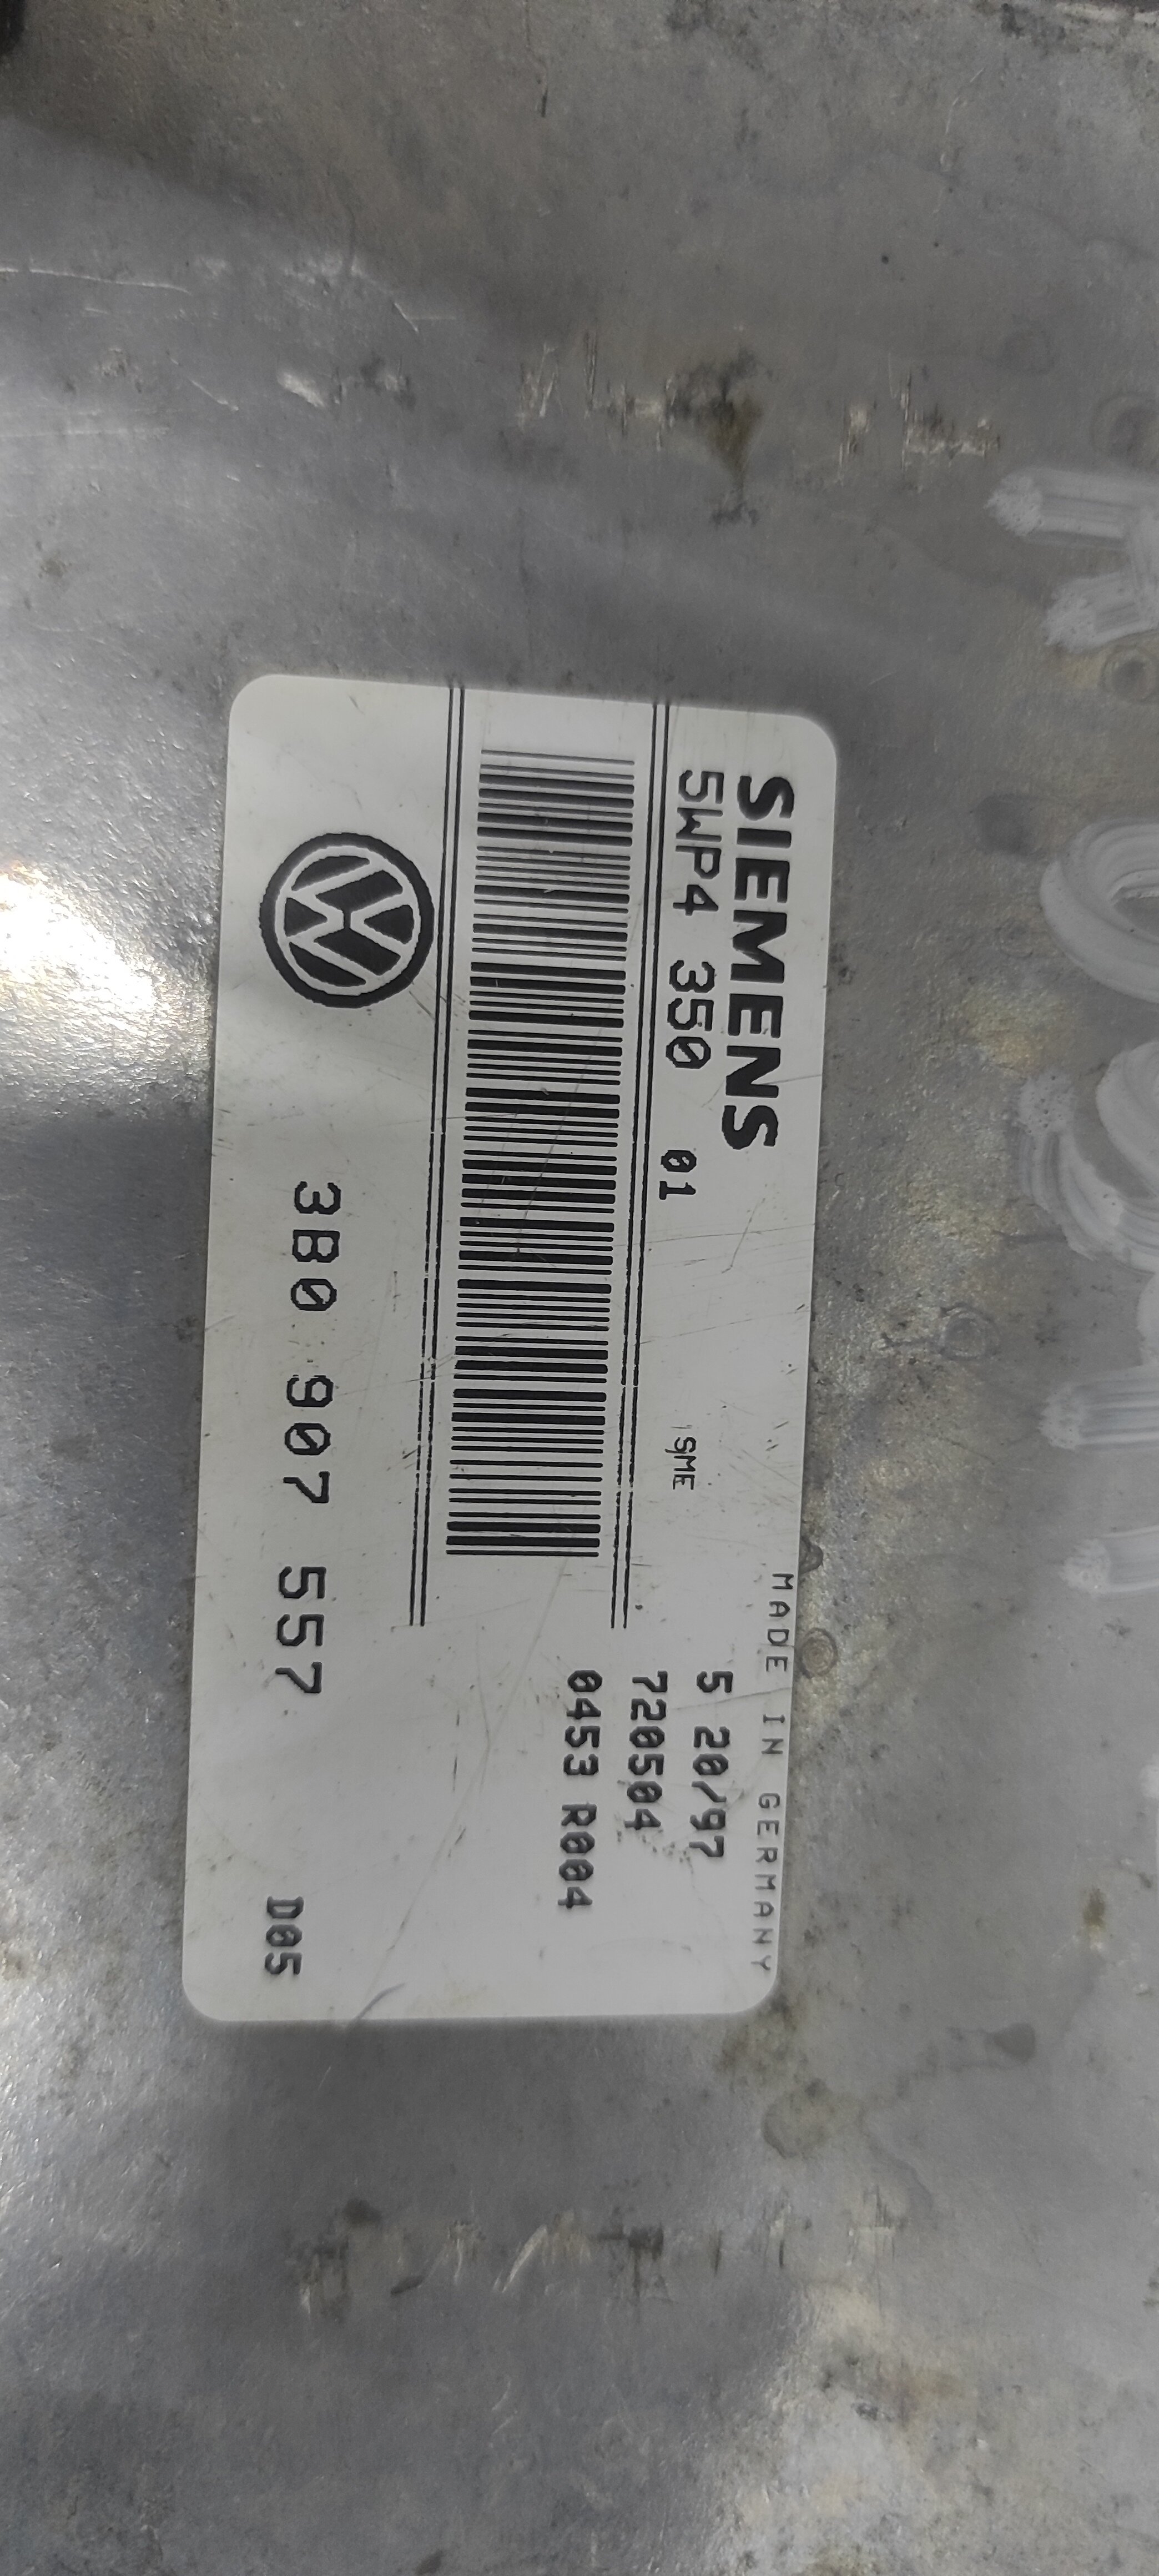 SIEMENS
5WP4 350 01
SME
MADE IN GERMANY
5 20/97
720504
0453 R004
3B0 907 557
D05